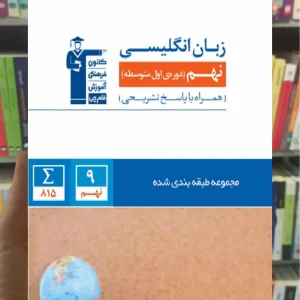 زبان انگلیسی
نهم (دوره‌ی اول متوسطه)
(همراه با پاسخ تشریحی)
کانون
فرهنگی
آموزش
قلم‌چی
Σ
۸۱۵
۹
نهم
مجموعه طبقه بندی شده